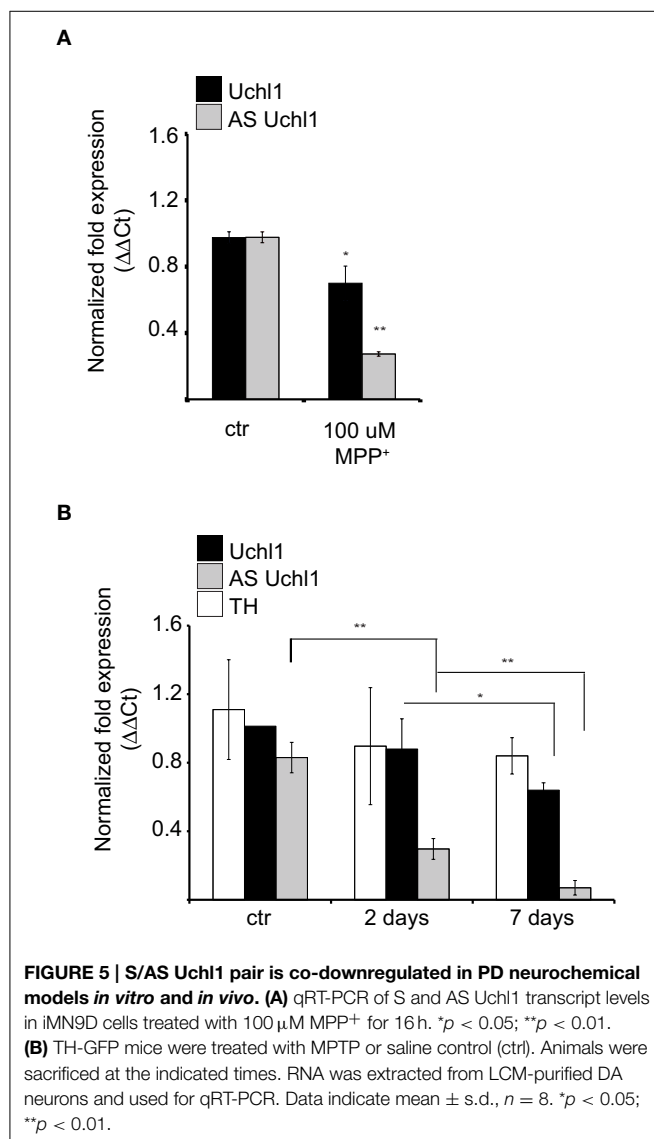 A
Uchl1
AS Uchl1
Normalized fold expression
(ΔΔCt)
1.6
1.2
0.8
0.4
*
**
ctr
100 uM
MPP+
B
Uchl1
AS Uchl1
TH
Normalized fold expression
(ΔΔCt)
1.6
1.2
0.8
0.4
**
**
*
ctr
2 days
7 days
FIGURE 5 | S/AS Uchl1 pair is co-downregulated in PD neurochemical
models in vitro and in vivo. (A) qRT-PCR of S and AS Uchl1 transcript levels
in iMN9D cells treated with 100 μM MPP+ for 16 h. *p < 0.05; **p < 0.01.
(B) TH-GFP mice were treated with MPTP or saline control (ctrl). Animals were
sacrificed at the indicated times. RNA was extracted from LCM-purified DA
neurons and used for qRT-PCR. Data indicate mean ± s.d., n = 8. *p < 0.05;
**p < 0.01.